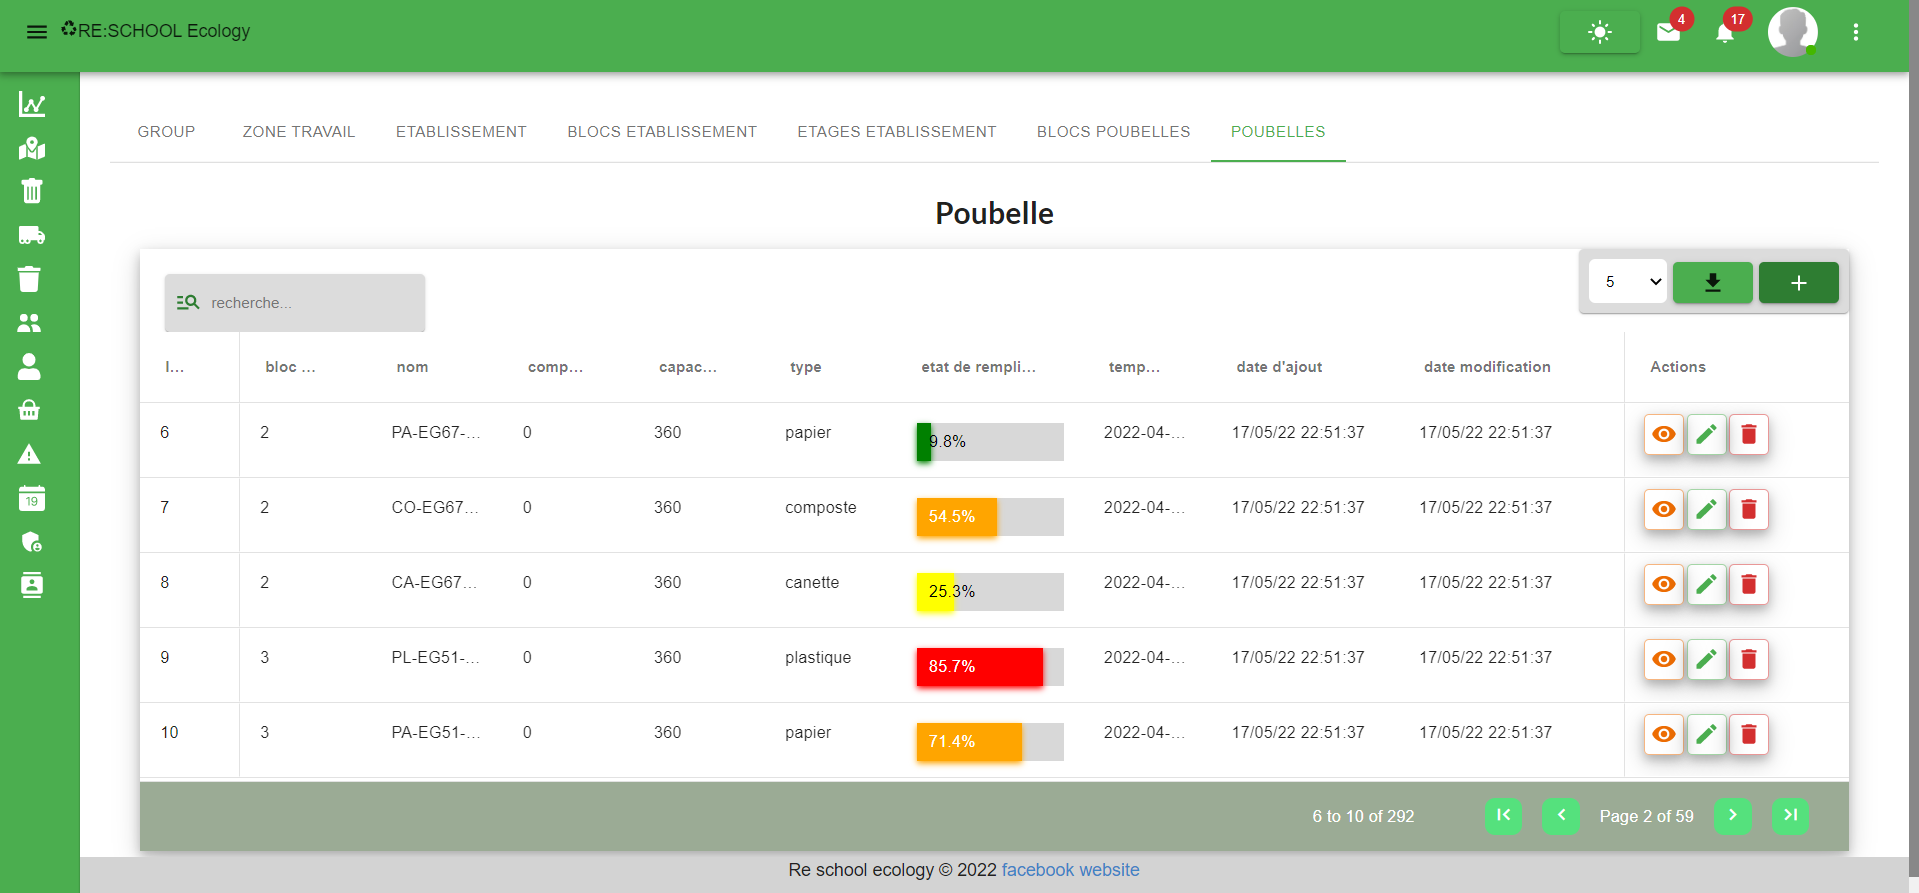 RE:SCHOOL Ecology
4
17
GROUP ZONE TRAVAIL ETABLISSEMENT BLOCS ETABLISSEMENT ETAGES ETABLISSEMENT BLOCS POUBELLES POUBELLES
Poubelle
recherche...
5
I... bloc ... nom comp... capac... type etat de rempli... temp... date d'ajout date modification Actions
6 2 PA-EG67-... 0 360 papier 9.8% 2022-04-... 17/05/22 22:51:37 17/05/22 22:51:37
7 2 CO-EG67... 0 360 composte 54.5% 2022-04-... 17/05/22 22:51:37 17/05/22 22:51:37
8 2 CA-EG67... 0 360 canette 25.3% 2022-04-... 17/05/22 22:51:37 17/05/22 22:51:37
9 3 PL-EG51-... 0 360 plastique 85.7% 2022-04-... 17/05/22 22:51:37 17/05/22 22:51:37
10 3 PA-EG51-... 0 360 papier 71.4% 2022-04-... 17/05/22 22:51:37 17/05/22 22:51:37
19
6 to 10 of 292 Page 2 of 59
Re school ecology © 2022 facebook website